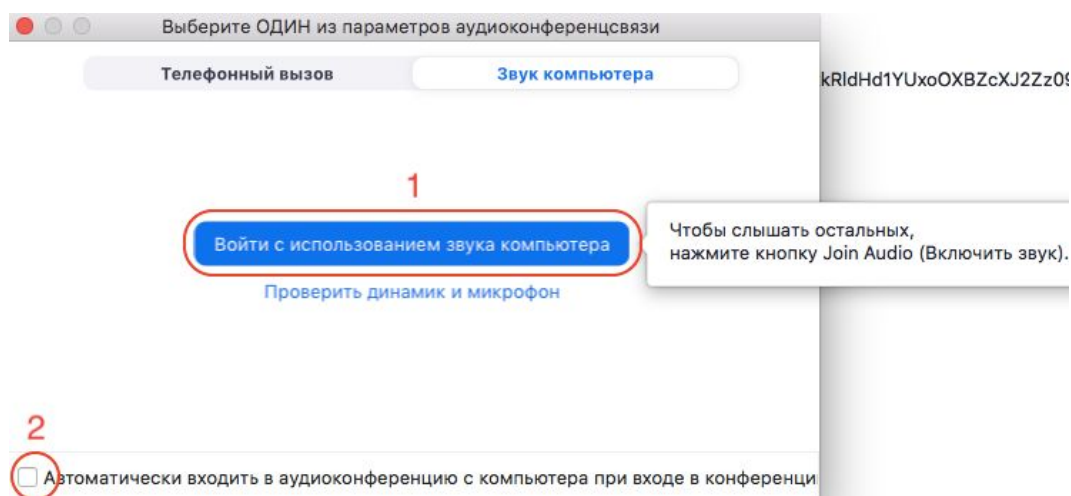 Выберите ОДИН из параметров аудиоконференцсвязи
Телефонный вызов
Звук компьютера
kRldHd1YUxoOXBZcXJ2Zz09
1
Войти с использованием звука компьютера
Чтобы слышать остальных,
нажмите кнопку Join Audio (Включить звук).
Проверить динамик и микрофон
2
Автоматически входить в аудиоконференцию с компьютера при входе в конференци